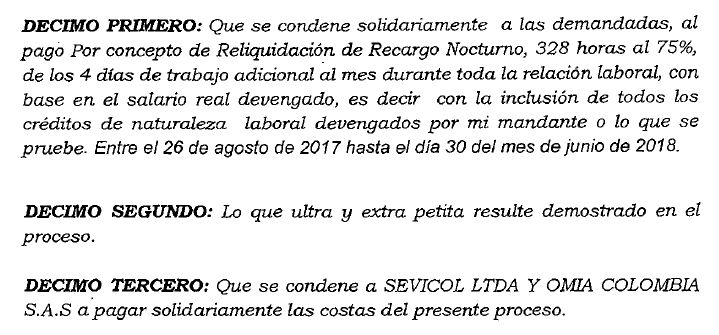 DECIMO PRIMERO: Que se condene solidariamente a las demandadas, al
pago Por concepto de Reliquidación de Recargo Nocturno, 328 horas al 75%,
de los 4 días de trabajo adicional al mes durante toda la relación laboral, con
base en el salario real devengado, es decir con la inclusión de todos los
créditos de naturaleza laboral devengados por mi mandante o lo que se
pruebe. Entre el 26 de agosto de 2017 hasta el día 30 del mes de junio de 2018.
DECIMO SEGUNDO: Lo que ultra y extra petita resulte demostrado en el
proceso.
DECIMO TERCERO: Que se condene a SEVICOL LTDA Y OMIA COLOMBIA
S.A.S a pagar solidariamente las costas del presente proceso.